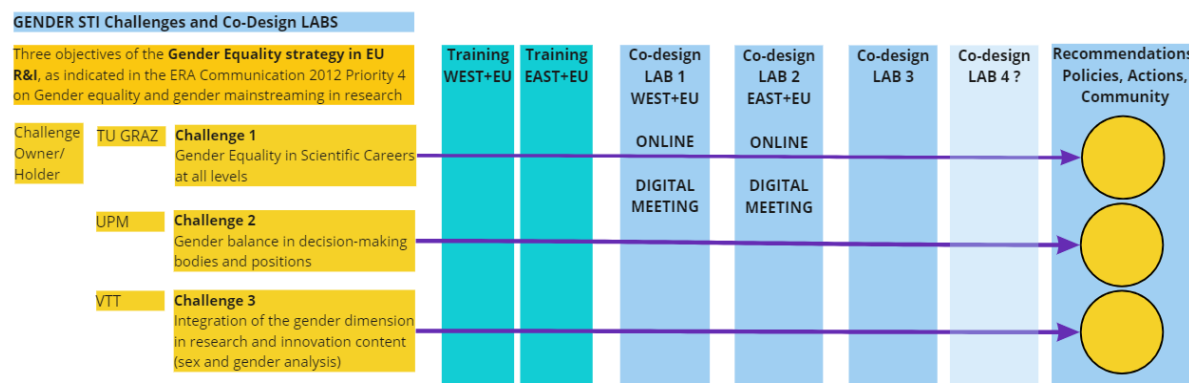 GENDER STI Challenges and Co-Design LABS
Three objectives of the Gender Equality strategy in EU
R&I, as indicated in the ERA Communication 2012 Priority 4
on Gender equality and gender mainstreaming in research
Training
WEST+EU
Training
EAST+EU
Co-design
LAB 1
WEST+EU
ONLINE
DIGITAL
MEETING
Co-design
LAB 2
EAST+EU
ONLINE
DIGITAL
MEETING
Co-design
LAB 3
Co-design
LAB 4 ?
Recommendations
Policies, Actions,
Community
Challenge
Owner/
Holder
TU GRAZ
Challenge 1
Gender Equality in Scientific Careers
at all levels
UPM
Challenge 2
Gender balance in decision-making
bodies and positions
VTT
Challenge 3
Integration of the gender dimension
in research and innovation content
(sex and gender analysis)